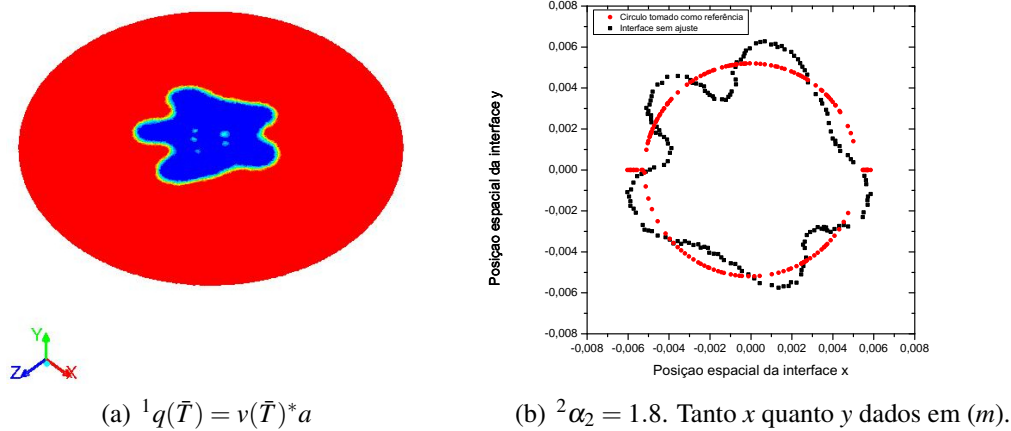 Y
Z
X
Circulo tomado como referência
Interface sem ajuste
0,008
0,006
0,004
0,002
0,000
-0,002
-0,004
-0,006
-0,008
Posiçao espacial da interface y
-0,008 -0,006 -0,004 -0,002 0,000 0,002 0,004 0,006 0,008
Posiçao espacial da interface x
(a) ¹q(T̄) = v(T̄)*a
(b) ²α₂ = 1.8. Tanto x quanto y dados em (m).